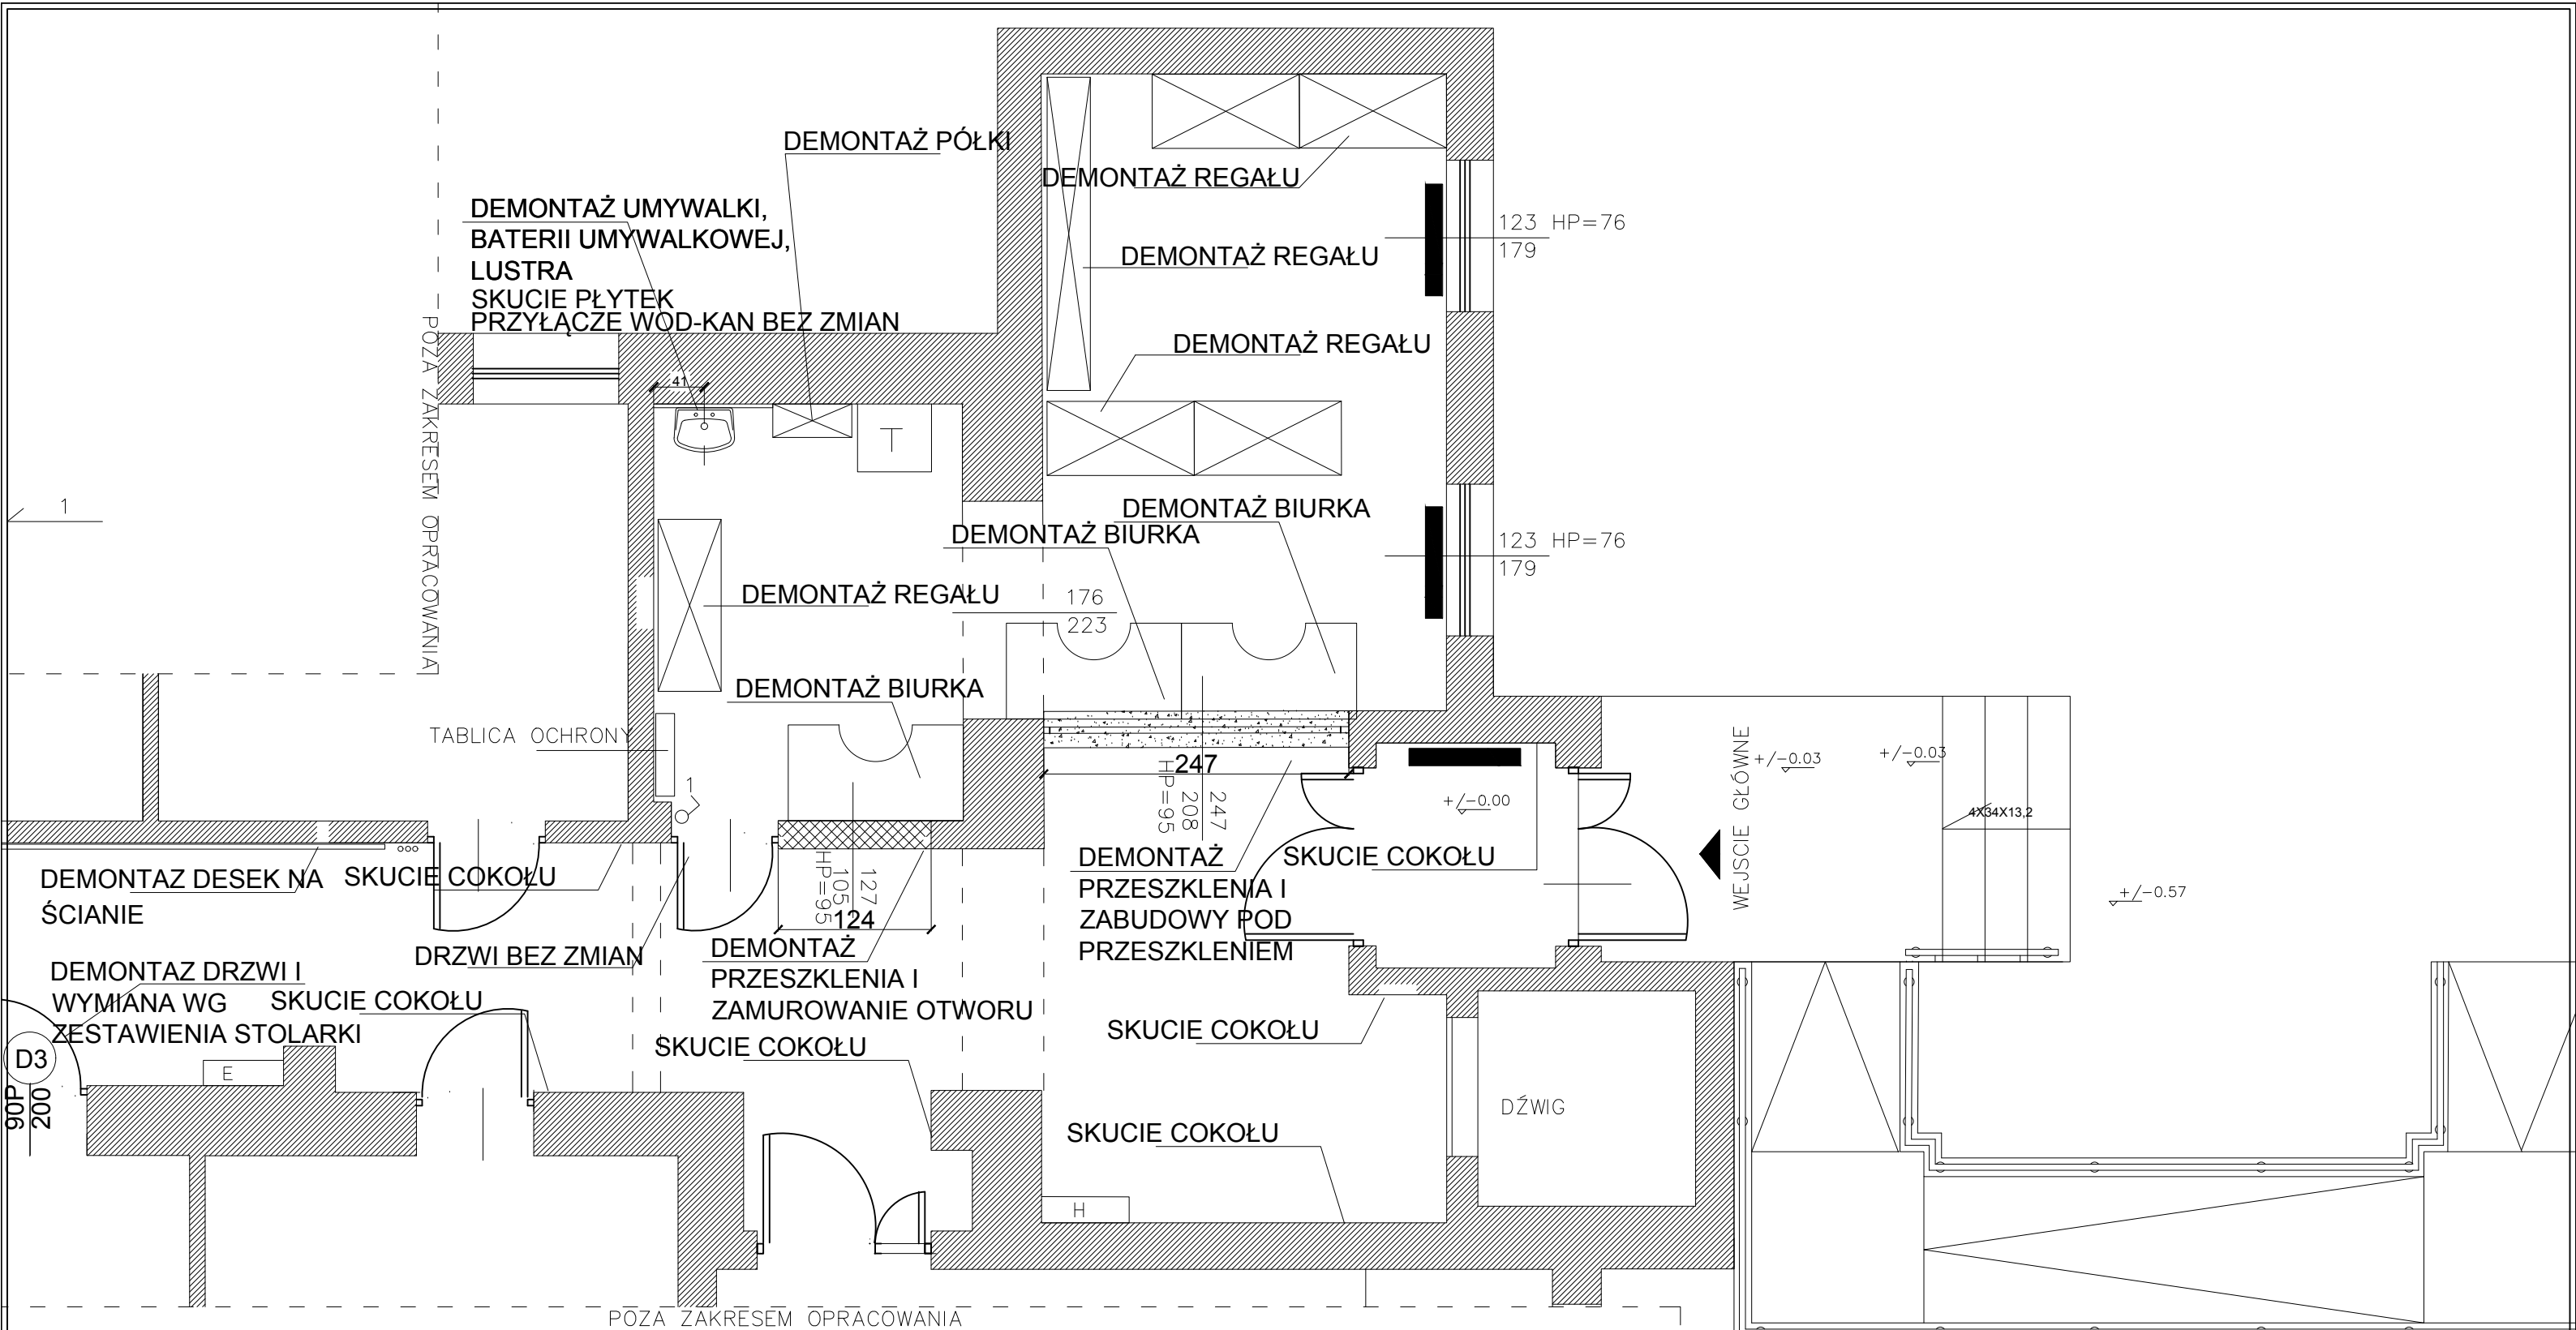 DEMONTAŻ PÓŁKI
DEMONTAŻ REGAŁU
DEMONTAŻ UMYWALKI,
BATERII UMYWALKOWEJ,
LUSTRA
SKUCIE PŁYTEK
PRZYŁĄCZE WOD-KAN BEZ ZMIAN
123 HP=76
179
DEMONTAŻ REGAŁU
DEMONTAŻ REGAŁU
POZA ZAKRESEM OPRACOWANIA
41
T
1
DEMONTAŻ BIURKA
DEMONTAŻ BIURKA
123 HP=76
179
DEMONTAŻ REGAŁU
176
223
DEMONTAŻ BIURKA
TABLICA OCHRONY
1
247
HP=95
208
247
WEJSCIE GŁÓWNE
+/-0.03
+/-0.03
+/-0.00
4X34X13,2
+/-0.57
DEMONTAZ DESEK NA
ŚCIANIE
SKUCIE COKOŁU
HP=95
105
127
124
DEMONTAŻ
PRZESZKLENIA I
ZABUDOWY POD
PRZESZKLENIEM
SKUCIE COKOŁU
DRZWI BEZ ZMIAN
DEMONTAŻ
PRZESZKLENIA I
ZAMUROWANIE OTWORU
DEMONTAZ DRZWI I
WYMIANA WG
ZESTAWIENIA STOLARKI
SKUCIE COKOŁU
SKUCIE COKOŁU
SKUCIE COKOŁU
D3
90P
200
E
DŹWIG
SKUCIE COKOŁU
H
POZA ZAKRESEM OPRACOWANIA